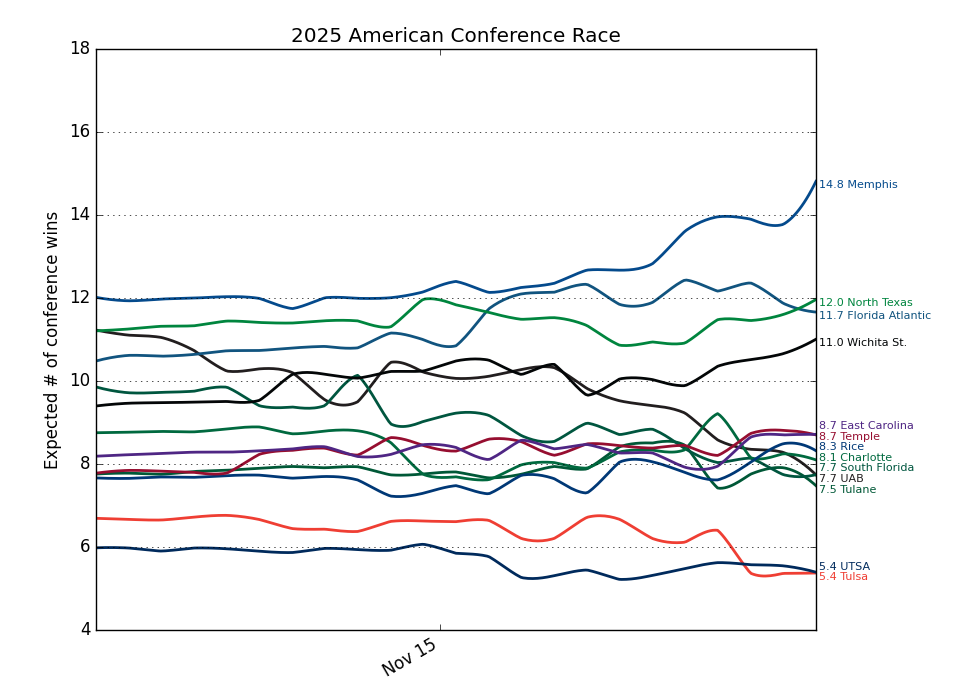 2025 American Conference Race
Expected # of conference wins
18
16
14
12
10
8
6
4
Nov 15
14.8 Memphis
12.0 North Texas
11.7 Florida Atlantic
11.0 Wichita St.
8.7 East Carolina
8.7 Temple
8.3 Rice
8.1 Charlotte
7.7 South Florida
7.7 UAB
7.5 Tulane
5.4 UTSA
5.4 Tulsa